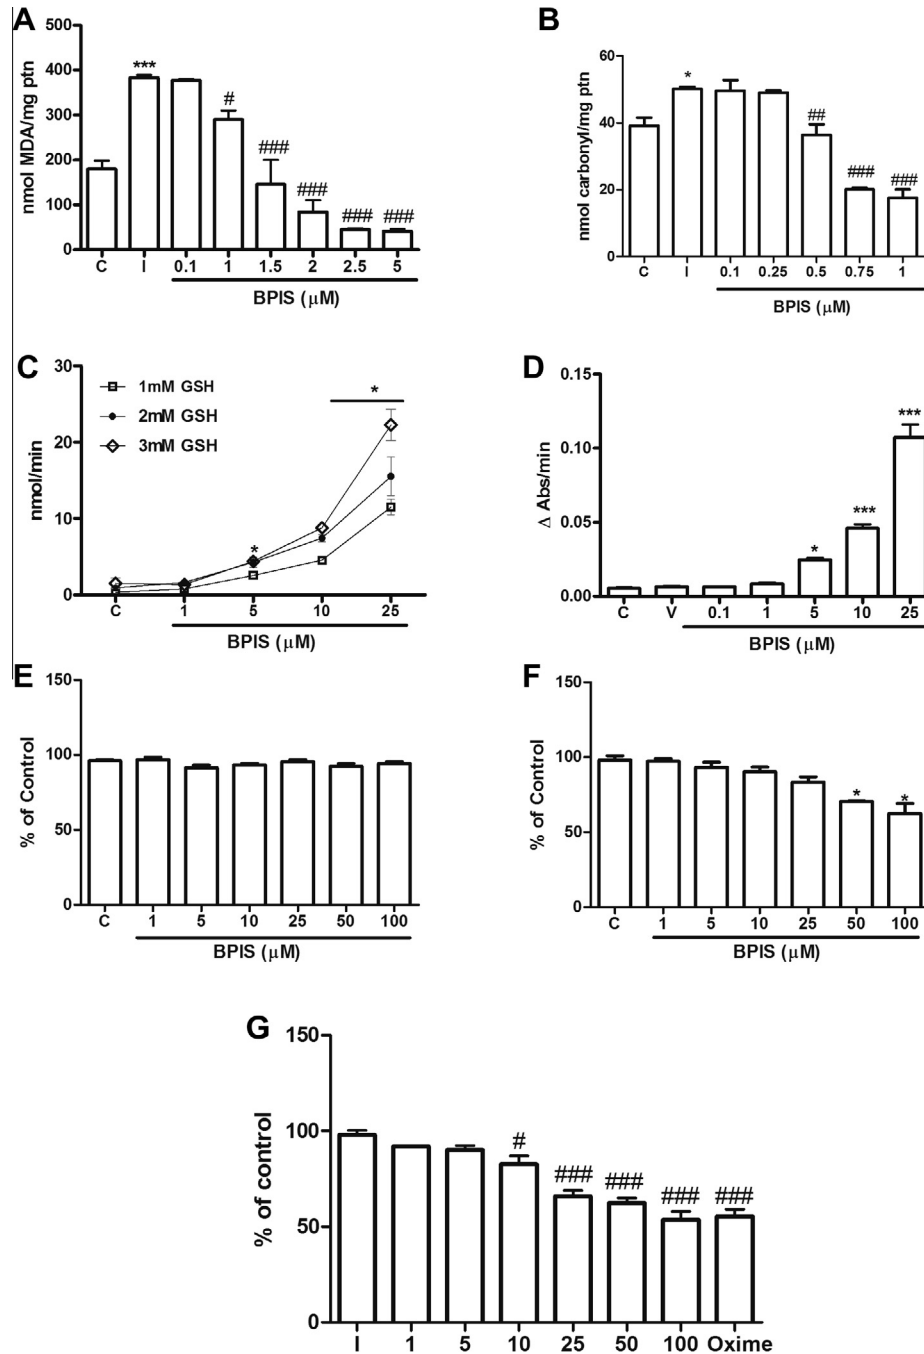 A
nmol MDA/mg ptn
500
400
300
200
100
0
***
#
###
###
###
###
C I 0.1 1 1.5 2 2.5 5
BPIS (μM)
B
nmol carbonyl/mg ptn
60
40
20
0
*
##
###
###
C I 0.1 0.25 0.5 0.75 1
BPIS (μM)
C
nmol/min
30
20
10
0
1mM GSH
2mM GSH
3mM GSH
*
*
C 1 5 10 25
BPIS (μM)
D
Δ Abs/min
0.15
0.10
0.05
0.00
*
***
***
C V 0.1 1 5 10 25
BPIS (μM)
E
% of Control
150
100
50
0
C 1 5 10 25 50 100
BPIS (μM)
F
% of Control
150
100
50
0
*
*
C 1 5 10 25 50 100
BPIS (μM)
G
% of control
150
100
50
0
#
###
###
###
###
I 1 5 10 25 50 100 Oxime